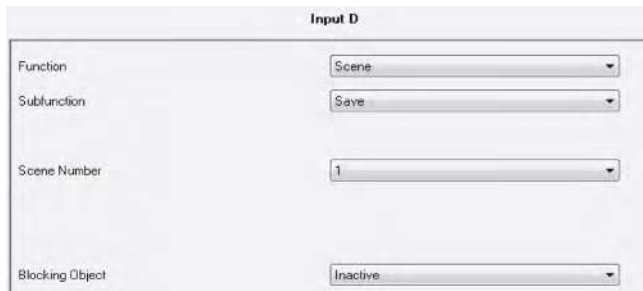 Input D
Function Scene
Subfunction Save
Scene Number 1
Blocking Object Inactive